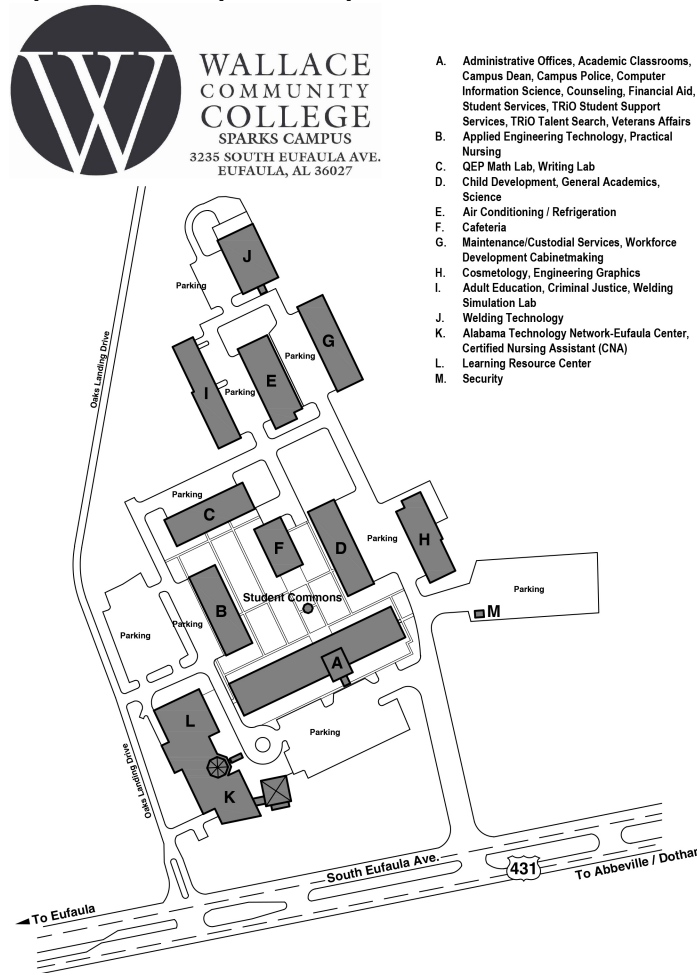 W
WALLACE
COMMUNITY
COLLEGE
SPARKS CAMPUS
3235 SOUTH EUFAULA AVE.
EUFAULA, AL 36027
A. Administrative Offices, Academic Classrooms,
Campus Dean, Campus Police, Computer
Information Science, Counseling, Financial Aid,
Student Services, TRiO Student Support
Services, TRiO Talent Search, Veterans Affairs
B. Applied Engineering Technology, Practical
Nursing
C. QEP Math Lab, Writing Lab
D. Child Development, General Academics,
Science
E. Air Conditioning / Refrigeration
F. Cafeteria
G. Maintenance/Custodial Services, Workforce
Development Cabinetmaking
H. Cosmetology, Engineering Graphics
I. Adult Education, Criminal Justice, Welding
Simulation Lab
J. Welding Technology
K. Alabama Technology Network-Eufaula Center,
Certified Nursing Assistant (CNA)
L. Learning Resource Center
M. Security
J
Parking
Oaks Landing Drive
G
Parking
E
Parking
I
Parking
C
F
D
Parking
H
Parking
Student Commons
B
M
Parking
Parking
A
L
Parking
Oaks Landing Drive
K
South Eufaula Ave.
431
To Abbeville / Dothan
To Eufaula